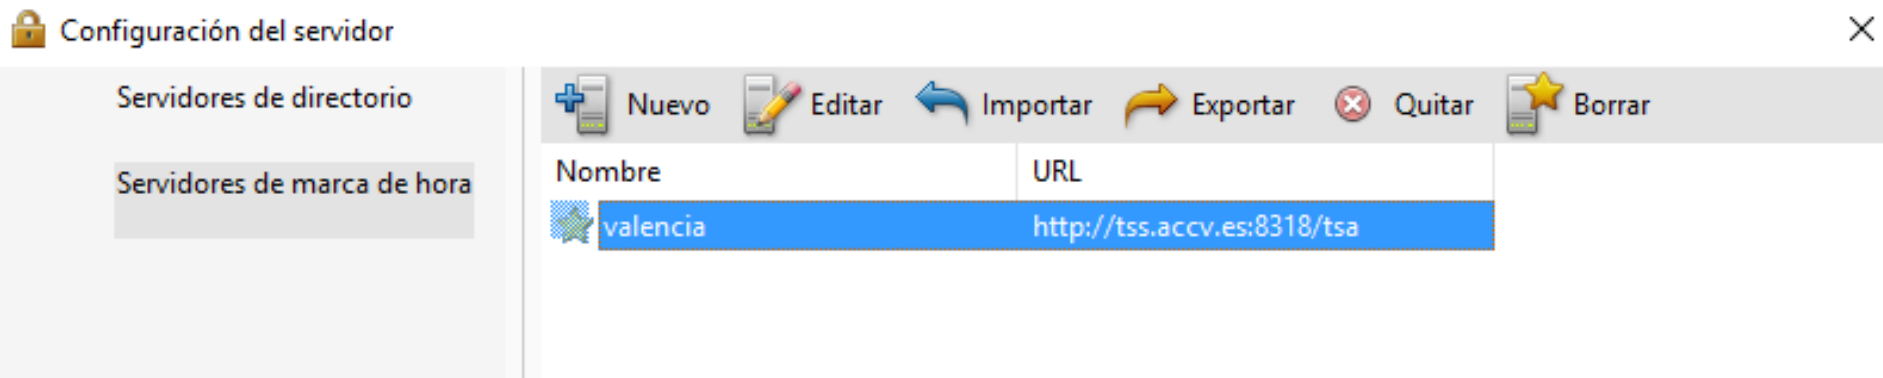 Configuración del servidor
Servidores de directorio
Servidores de marca de hora
Nuevo Editar Importar Exportar Quitar Borrar
Nombre URL
valencia http://tss.accv.es:8318/tsa